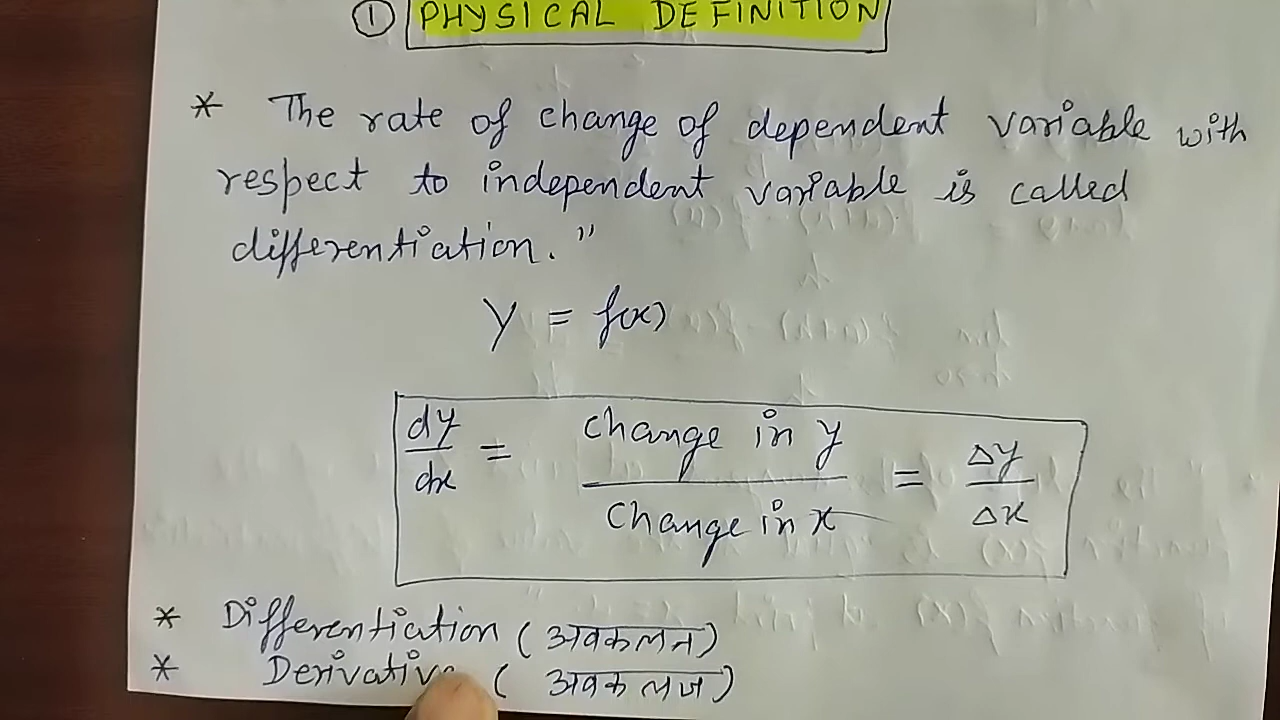 ① PHYSICAL DEFINITION
* The rate of change of dependent variable with
respect to independent variable is called
differentiation."
y = f(x)
dy/dx = change in y / change in x = Δy/Δx
* Differentiation (अवकलन)
* Derivative (अवकलज)